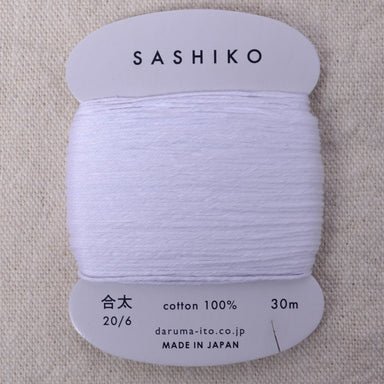 SASHIKO
合太 cotton 100% 30m
20/6
daruma-ito.co.jp
MADE IN JAPAN